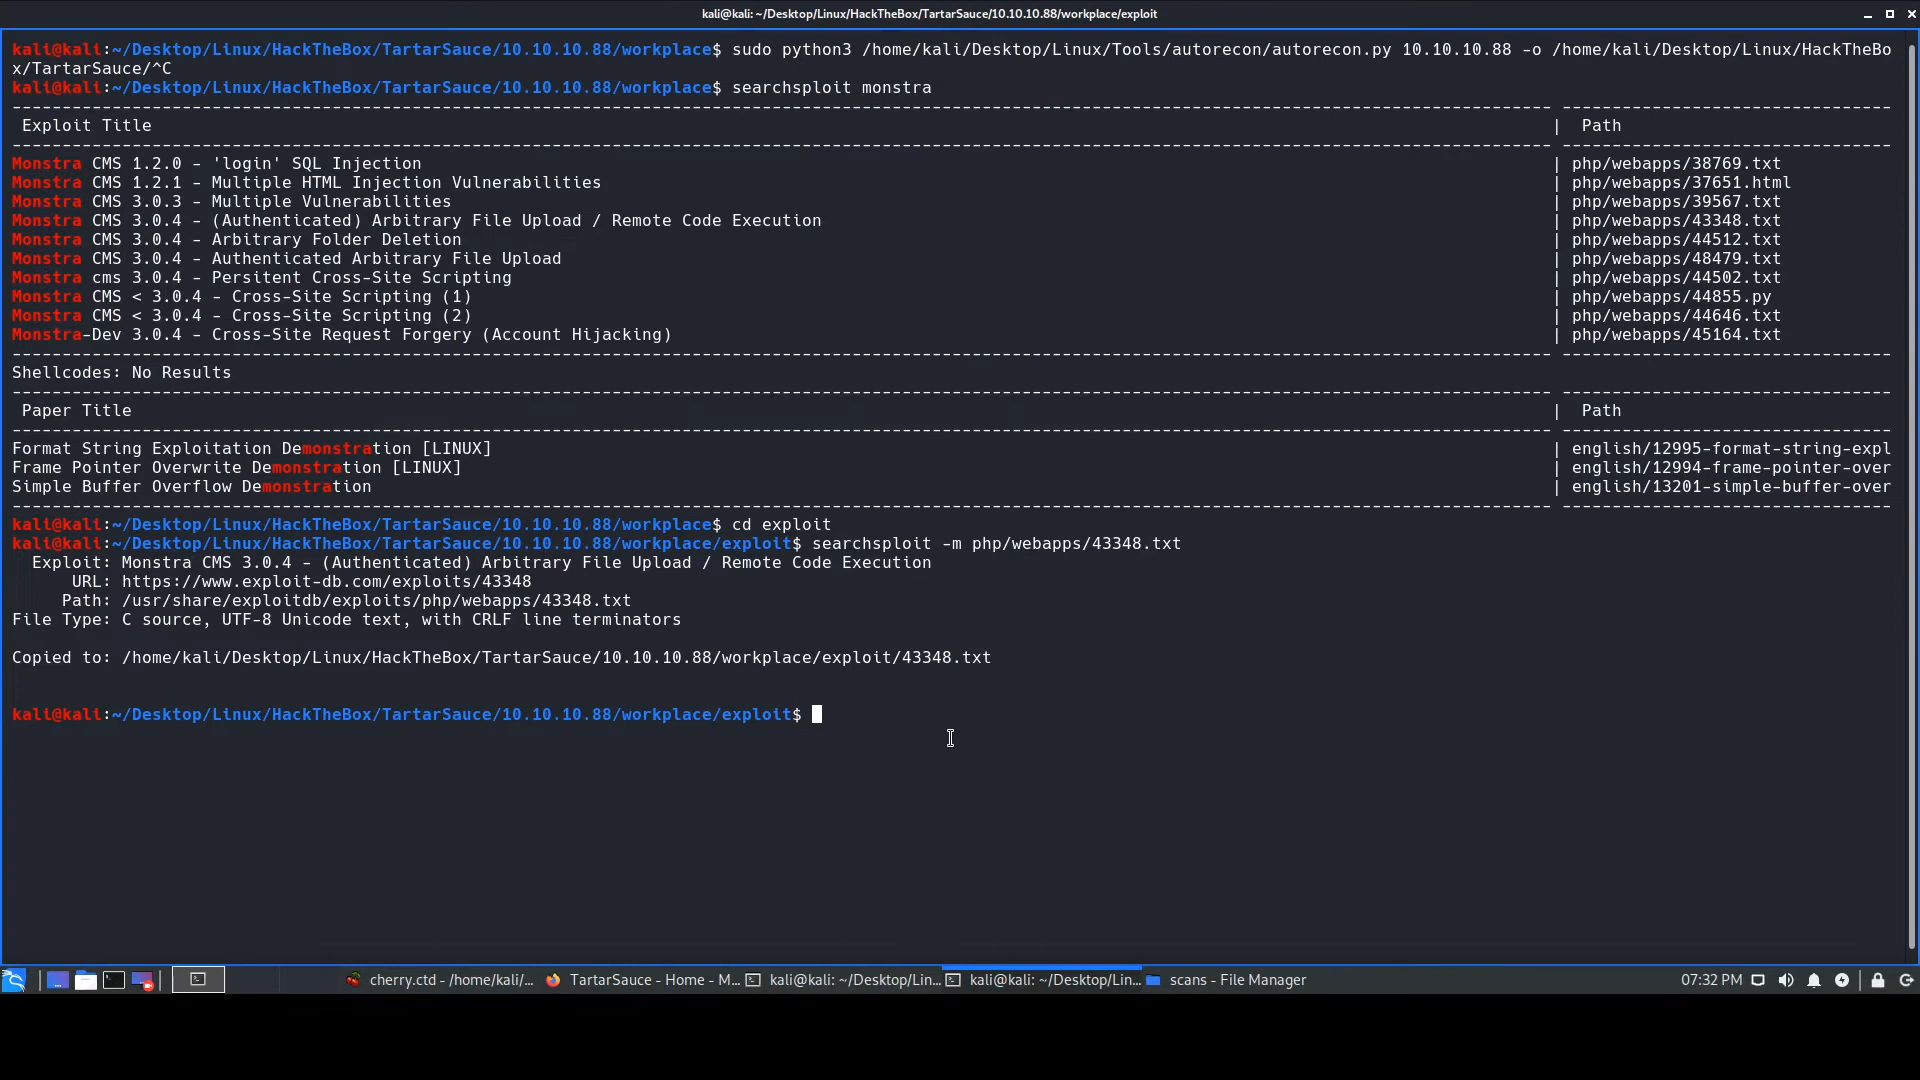 kali@kali: ~/Desktop/Linux/HackTheBox/TartarSauce/10.10.10.88/workplace/exploit
kali@kali:~/Desktop/Linux/HackTheBox/TartarSauce/10.10.10.88/workplace$ sudo python3 /home/kali/Desktop/Linux/Tools/autorecon/autorecon.py 10.10.10.88 -o /home/kali/Desktop/Linux/HackTheBo
x/TartarSauce/^C
kali@kali:~/Desktop/Linux/HackTheBox/TartarSauce/10.10.10.88/workplace$ searchsploit monstra
Exploit Title | Path
Monstra CMS 1.2.0 - 'login' SQL Injection | php/webapps/38769.txt
Monstra CMS 1.2.1 - Multiple HTML Injection Vulnerabilities | php/webapps/37651.html
Monstra CMS 3.0.3 - Multiple Vulnerabilities | php/webapps/39567.txt
Monstra CMS 3.0.4 - (Authenticated) Arbitrary File Upload / Remote Code Execution | php/webapps/43348.txt
Monstra CMS 3.0.4 - Arbitrary Folder Deletion | php/webapps/44512.txt
Monstra CMS 3.0.4 - Authenticated Arbitrary File Upload | php/webapps/48479.txt
Monstra cms 3.0.4 - Persitent Cross-Site Scripting | php/webapps/44502.txt
Monstra CMS < 3.0.4 - Cross-Site Scripting (1) | php/webapps/44855.py
Monstra CMS < 3.0.4 - Cross-Site Scripting (2) | php/webapps/44646.txt
Monstra-Dev 3.0.4 - Cross-Site Request Forgery (Account Hijacking) | php/webapps/45164.txt
Shellcodes: No Results
Paper Title | Path
Format String Exploitation Demonstration [LINUX] | english/12995-format-string-expl
Frame Pointer Overwrite Demonstration [LINUX] | english/12994-frame-pointer-over
Simple Buffer Overflow Demonstration | english/13201-simple-buffer-over
kali@kali:~/Desktop/Linux/HackTheBox/TartarSauce/10.10.10.88/workplace$ cd exploit
kali@kali:~/Desktop/Linux/HackTheBox/TartarSauce/10.10.10.88/workplace/exploit$ searchsploit -m php/webapps/43348.txt
Exploit: Monstra CMS 3.0.4 - (Authenticated) Arbitrary File Upload / Remote Code Execution
URL: https://www.exploit-db.com/exploits/43348
Path: /usr/share/exploitdb/exploits/php/webapps/43348.txt
File Type: C source, UTF-8 Unicode text, with CRLF line terminators
Copied to: /home/kali/Desktop/Linux/HackTheBox/TartarSauce/10.10.10.88/workplace/exploit/43348.txt
kali@kali:~/Desktop/Linux/HackTheBox/TartarSauce/10.10.10.88/workplace/exploit$
cherry.ctd - /home/kali/... TartarSauce - Home - M... kali@kali: ~/Desktop/Lin... kali@kali: ~/Desktop/Lin... scans - File Manager 07:32 PM